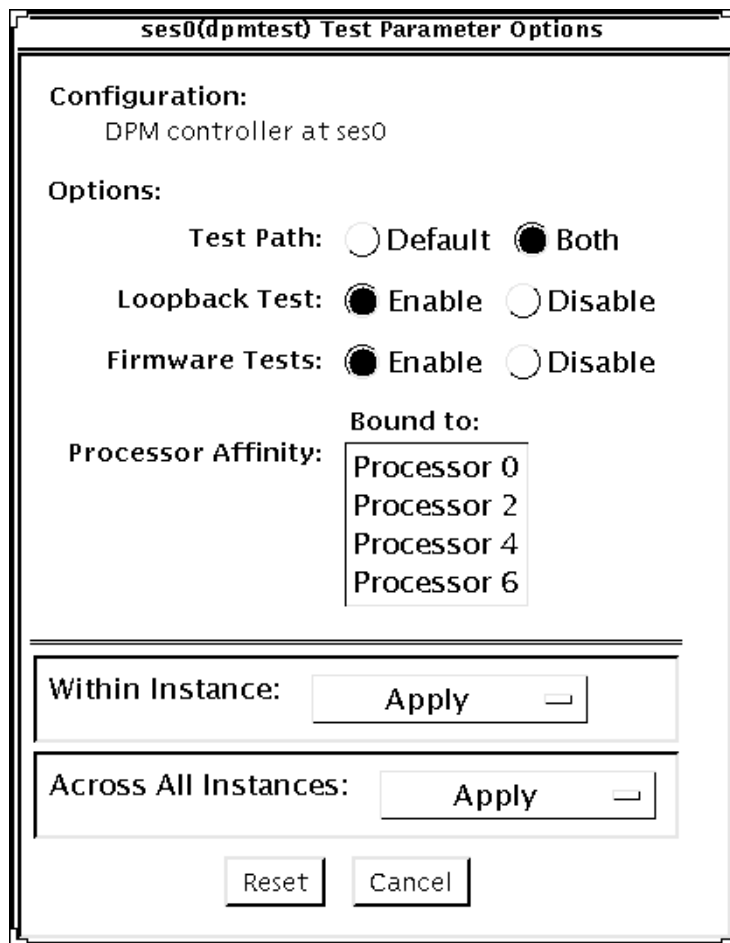 ses0(dpmtest) Test Parameter Options
Configuration:
DPM controller at ses0
Options:
Test Path: Default Both
Loopback Test: Enable Disable
Firmware Tests: Enable Disable
Bound to:
Processor Affinity:
Processor 0
Processor 2
Processor 4
Processor 6
Within Instance: Apply
Across All Instances: Apply
Reset Cancel